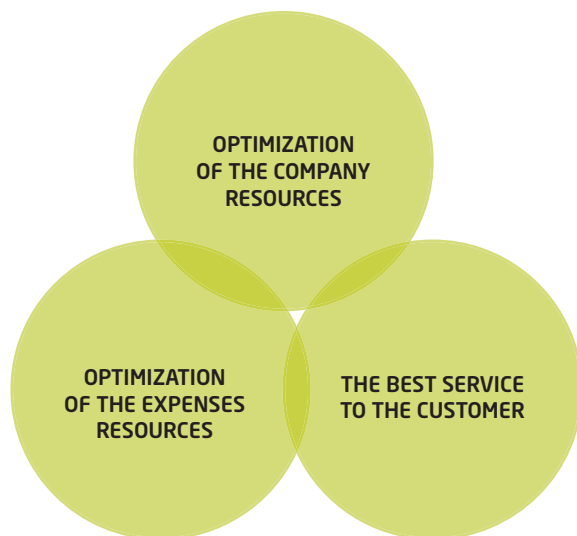 OPTIMIZATION
OF THE COMPANY
RESOURCES
OPTIMIZATION
OF THE EXPENSES
RESOURCES
THE BEST SERVICE
TO THE CUSTOMER